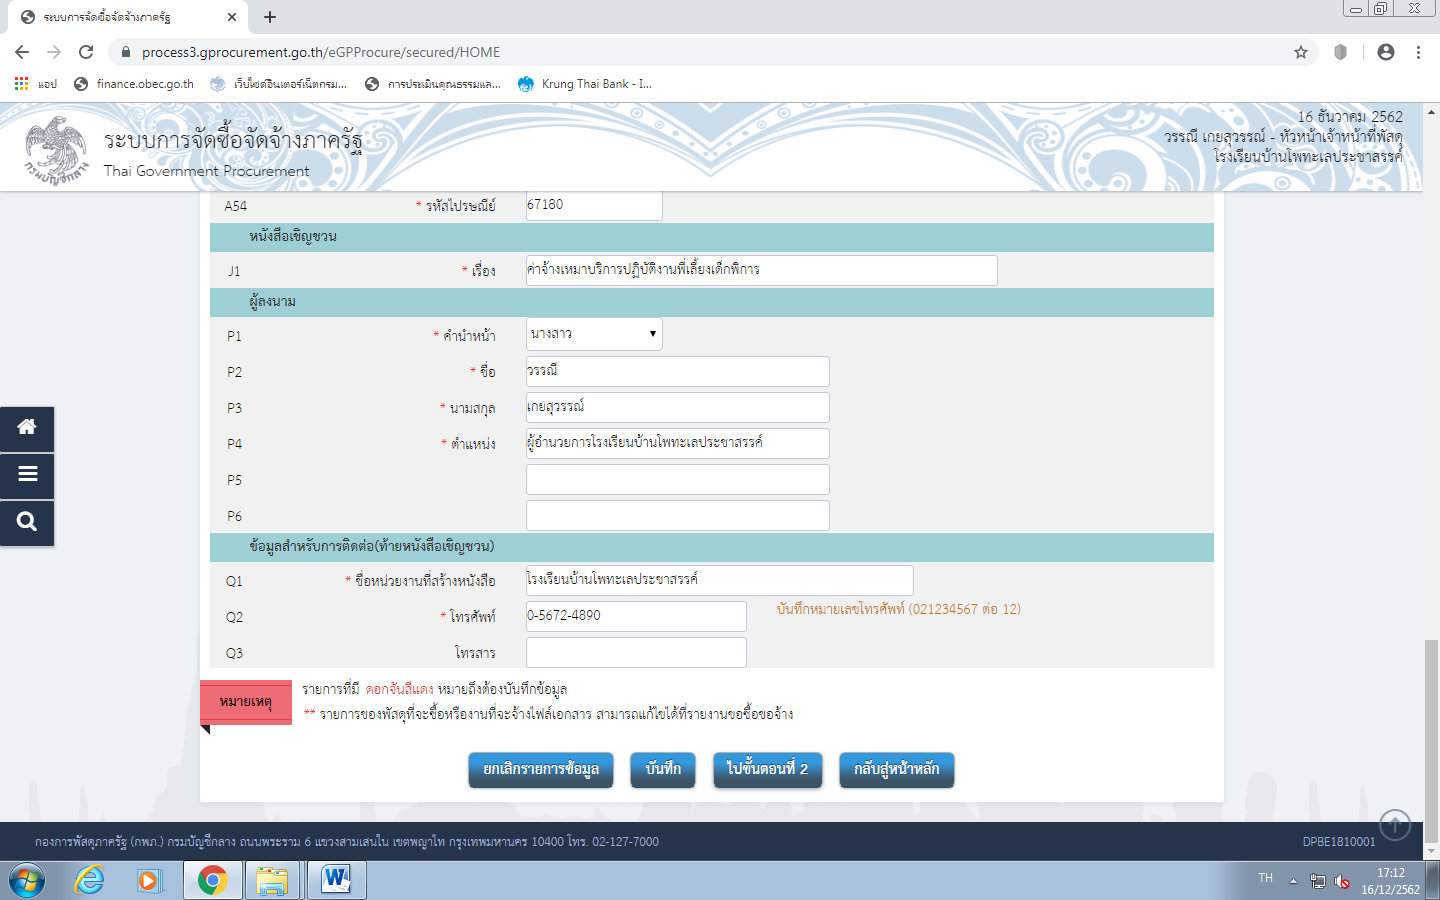 ระบบการจัดซื้อจัดจ้างภาครัฐ
process3.gprocurement.go.th/eGPProcure/secured/HOME
แอป finance.obec.go.th เว็บไซต์อินเตอร์เน็ตกรม... การประเมินคุณธรรมแล... Krung Thai Bank - I...
กรมบัญชีกลาง
ระบบการจัดซื้อจัดจ้างภาครัฐ
Thai Government Procurement
16 ธันวาคม 2562
วรรณี เกยสุวรรณ์ - หัวหน้าเจ้าหน้าที่พัสดุ
โรงเรียนบ้านโพทะเลประชาสรรค์
A54 * รหัสไปรษณีย์ 67180
หนังสือเชิญชวน
J1 * เรื่อง ค่าจ้างเหมาบริการปฏิบัติงานพี่เลี้ยงเด็กพิการ
ผู้ลงนาม
P1 * คำนำหน้า นางสาว
P2 * ชื่อ วรรณี
P3 * นามสกุล เกยสุวรรณ์
P4 * ตำแหน่ง ผู้อำนวยการโรงเรียนบ้านโพทะเลประชาสรรค์
P5
P6
ข้อมูลสำหรับการติดต่อ(ท้ายหนังสือเชิญชวน)
Q1 * ชื่อหน่วยงานที่สร้างหนังสือ โรงเรียนบ้านโพทะเลประชาสรรค์
Q2 * โทรศัพท์ 0-5672-4890 บันทึกหมายเลขโทรศัพท์ (021234567 ต่อ 12)
Q3 โทรสาร
หมายเหตุ
รายการที่มี ดอกจันสีแดง หมายถึงต้องบันทึกข้อมูล
** รายการของพัสดุที่จะซื้อหรืองานที่จะจ้างไฟล์เอกสาร สามารถแก้ไขได้ที่รายงานขอซื้อขอจ้าง
ยกเลิกรายการข้อมูล บันทึก ไปขั้นตอนที่ 2 กลับสู่หน้าหลัก
กองการพัสดุภาครัฐ (กพภ.) กรมบัญชีกลาง ถนนพระราม 6 แขวงสามเสนใน เขตพญาไท กรุงเทพมหานคร 10400 โทร. 02-127-7000 DPBE1810001
TH 17:12
16/12/2562